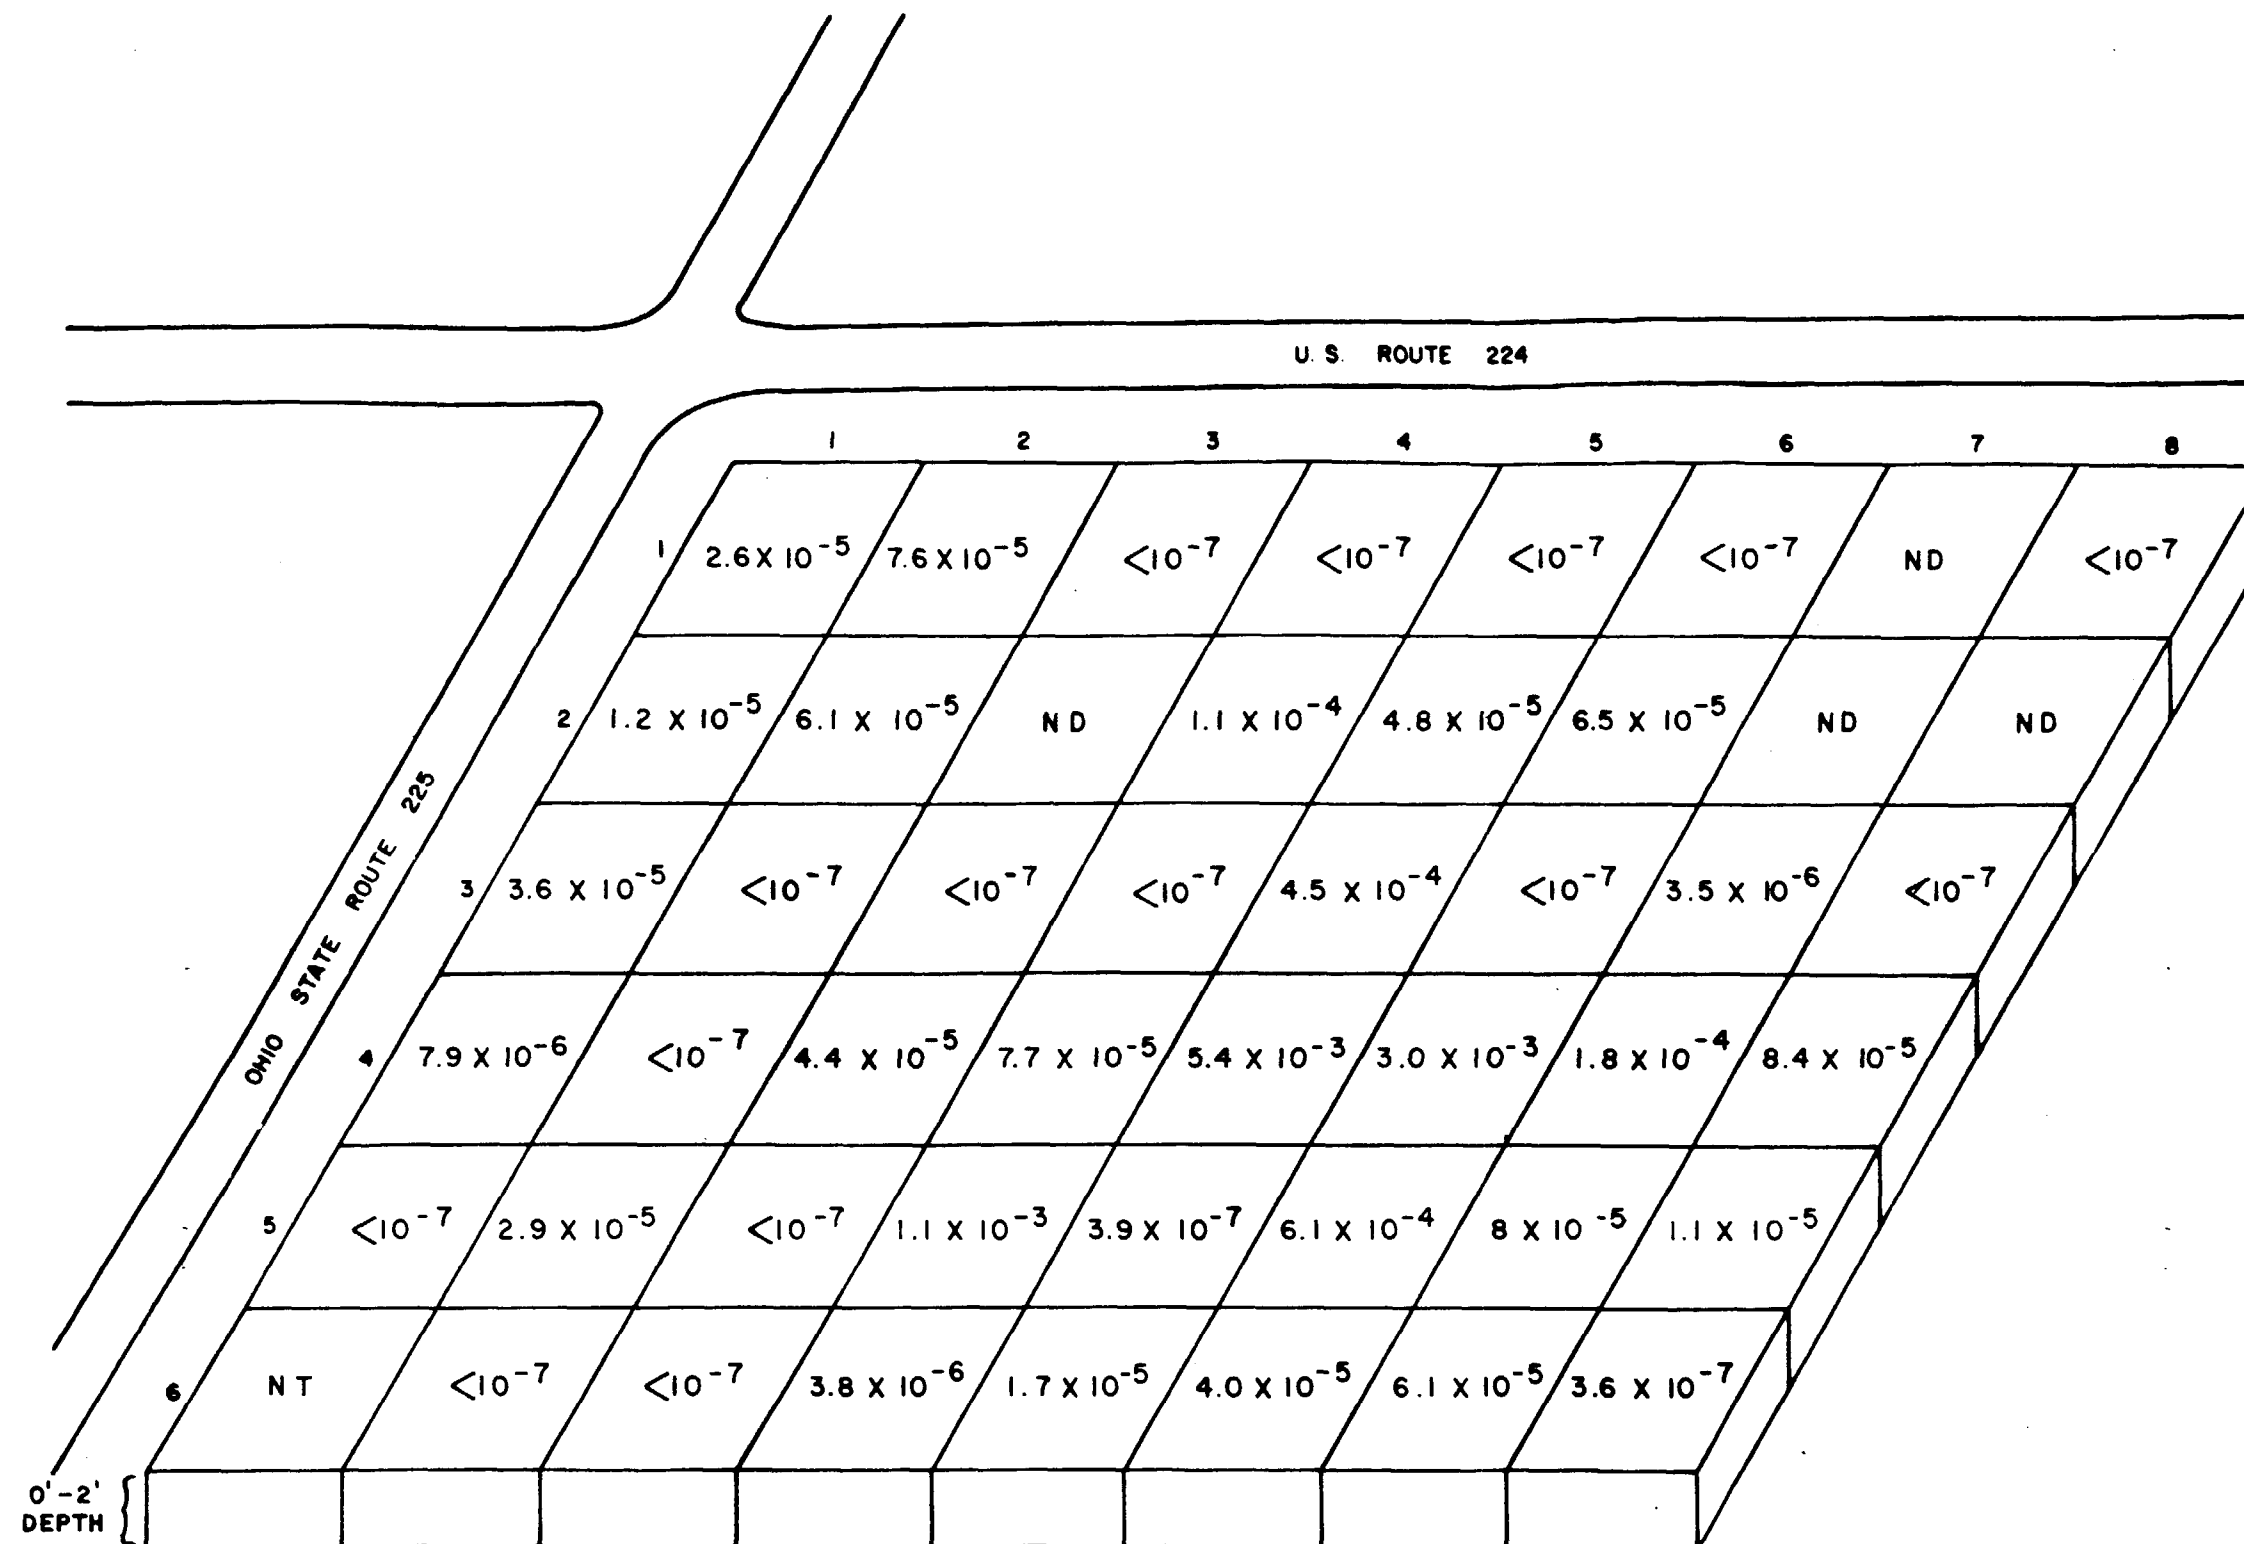 U.S. ROUTE 224
1 2 3 4 5 6 7 8
1 2.6 X 10⁻⁵ 7.6 X 10⁻⁵ <10⁻⁷ <10⁻⁷ <10⁻⁷ <10⁻⁷ ND <10⁻⁷
2 1.2 X 10⁻⁵ 6.1 X 10⁻⁵ ND 1.1 X 10⁻⁴ 4.8 X 10⁻⁵ 6.5 X 10⁻⁵ ND ND
OHIO STATE ROUTE 225
3 3.6 X 10⁻⁵ <10⁻⁷ <10⁻⁷ <10⁻⁷ 4.5 X 10⁻⁴ <10⁻⁷ 3.5 X 10⁻⁶ <10⁻⁷
4 7.9 X 10⁻⁶ <10⁻⁷ 4.4 X 10⁻⁵ 7.7 X 10⁻⁵ 5.4 X 10⁻³ 3.0 X 10⁻³ 1.8 X 10⁻⁴ 8.4 X 10⁻⁵
5 <10⁻⁷ 2.9 X 10⁻⁵ <10⁻⁷ 1.1 X 10⁻³ 3.9 X 10⁻⁷ 6.1 X 10⁻⁴ 8 X 10⁻⁵ 1.1 X 10⁻⁵
6 NT <10⁻⁷ <10⁻⁷ 3.8 X 10⁻⁶ 1.7 X 10⁻⁵ 4.0 X 10⁻⁵ 6.1 X 10⁻⁵ 3.6 X 10⁻⁷
0'-2'
DEPTH